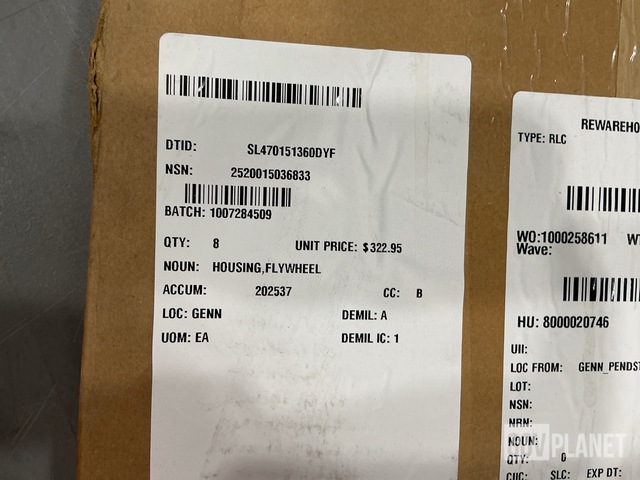 DTID: SL470151360DYF
NSN: 2520015036833
BATCH: 1007284509
QTY: 8 UNIT PRICE: $322.95
NOUN: HOUSING,FLYWHEEL
ACCUM: 202537 CC: B
LOC: GENN DEMIL: A
UOM: EA DEMIL IC: 1
REWAREHO
TYPE: RLC
WO:1000258611
Wave:
HU: 8000020746
UII:
LOC FROM: GENN_PENDST
LOT:
NSN:
NRN:
NOUN:
QTY: 0
CIIC: SLC: EXP DT:
PLANET